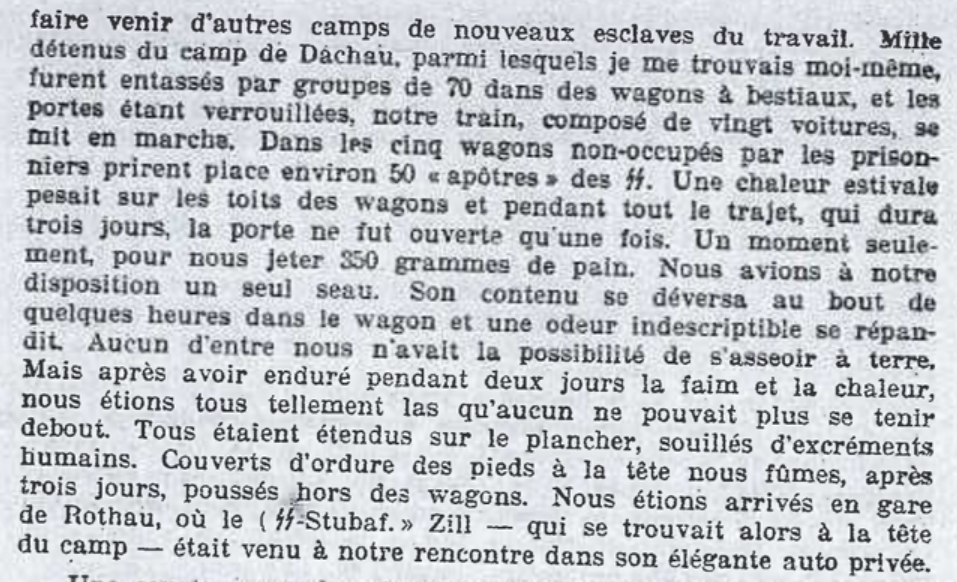 faire venir d'autres camps de nouveaux esclaves du travail. Mille
détenus du camp de Dachau, parmi lesquels je me trouvais moi-même,
furent entassés par groupes de 70 dans des wagons à bestiaux, et les
portes étant verrouillées, notre train, composé de vingt voitures, se
mit en marche. Dans les cinq wagons non-occupés par les prison-
niers prirent place environ 50 « apôtres » des ᛋᛋ. Une chaleur estivale
pesait sur les toits des wagons et pendant tout le trajet, qui dura
trois jours, la porte ne fut ouverte qu'une fois. Un moment seule-
ment, pour nous jeter 350 grammes de pain. Nous avions à notre
disposition un seul seau. Son contenu se déversa au bout de
quelques heures dans le wagon et une odeur indescriptible se répan-
dit. Aucun d'entre nous n'avait la possibilité de s'asseoir à terre.
Mais après avoir enduré pendant deux jours la faim et la chaleur,
nous étions tous tellement las qu'aucun ne pouvait plus se tenir
debout. Tous étaient étendus sur le plancher, souillés d'excréments
humains. Couverts d'ordure des pieds à la tête nous fûmes, après
trois jours, poussés hors des wagons. Nous étions arrivés en gare
de Rothau, où le ( ᛋᛋ-Stubaf. » Zill — qui se trouvait alors à la tête
du camp — était venu à notre rencontre dans son élégante auto privée.